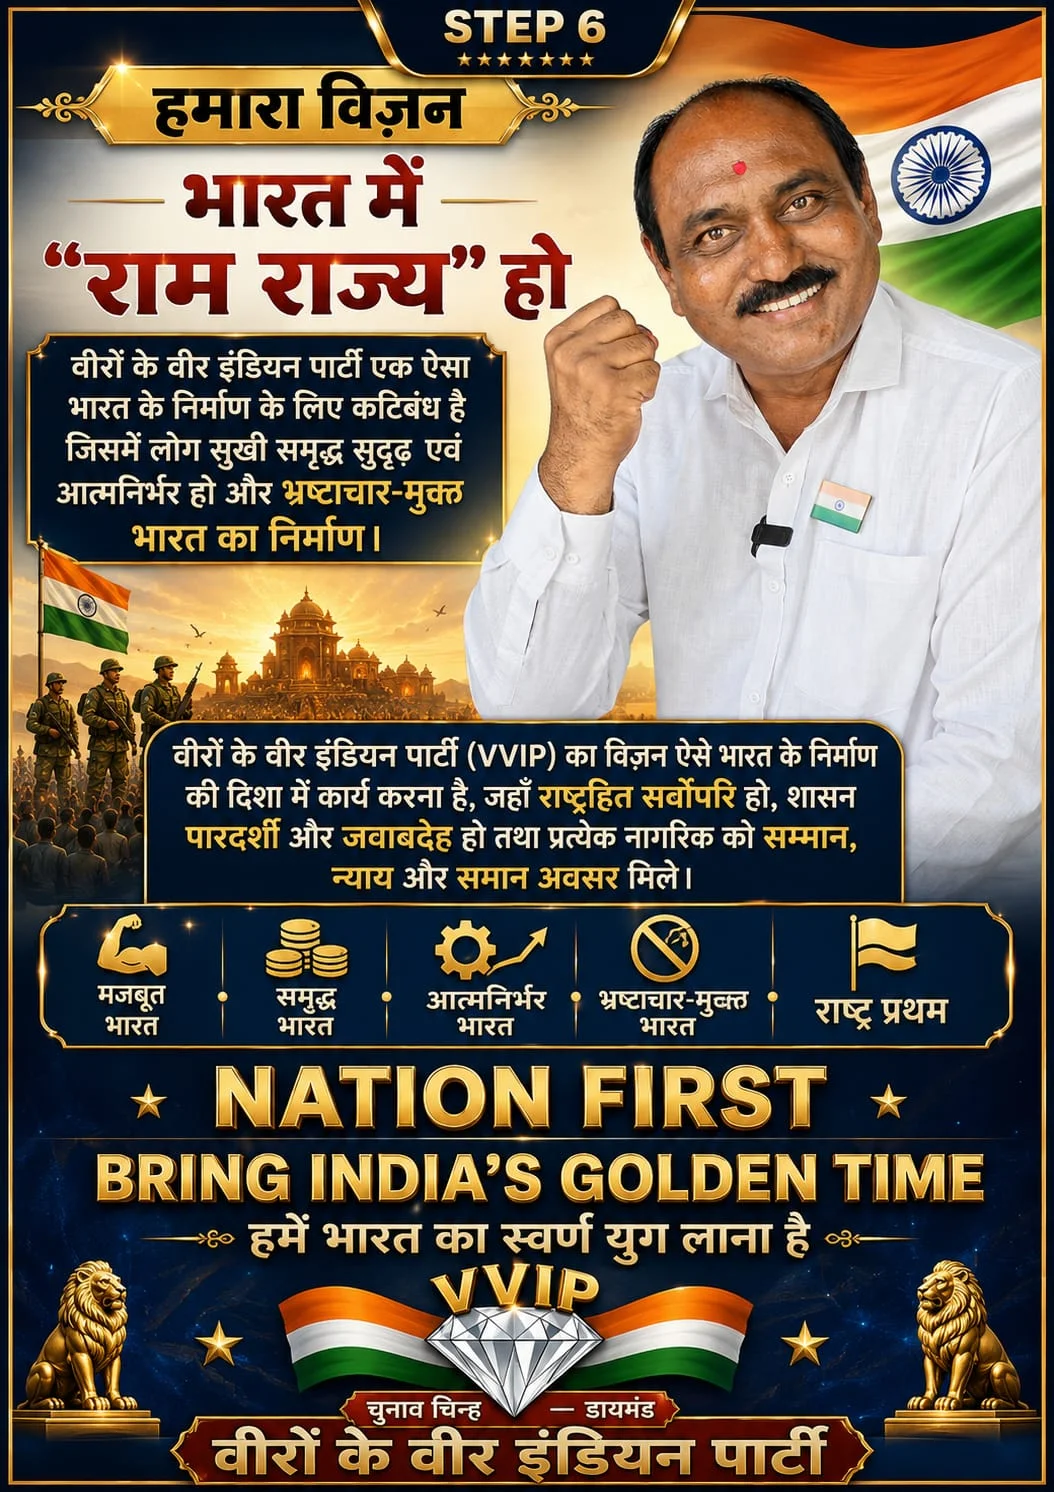 STEP 6
हमारा विज़न
भारत में
“राम राज्य” हो
वीरों के वीर इंडियन पार्टी एक ऐसा
भारत के निर्माण के लिए कटिबंध है
जिसमें लोग सुखी समृद्ध सुदृढ़ एवं
आत्मनिर्भर हो और भ्रष्टाचार-मुक्त
भारत का निर्माण।
वीरों के वीर इंडियन पार्टी (VVIP) का विज़न ऐसे भारत के निर्माण
की दिशा में कार्य करना है, जहाँ राष्ट्रहित सर्वोपरि हो, शासन
पारदर्शी और जवाबदेह हो तथा प्रत्येक नागरिक को सम्मान,
न्याय और समान अवसर मिले।
मजबूत
भारत
समृद्ध
भारत
आत्मनिर्भर
भारत
भ्रष्टाचार-मुक्त
भारत
राष्ट्र प्रथम
NATION FIRST
BRING INDIA’S GOLDEN TIME
हमें भारत का स्वर्ण युग लाना है
VVIP
चुनाव चिन्ह — डायमंड
वीरों के वीर इंडियन पार्टी